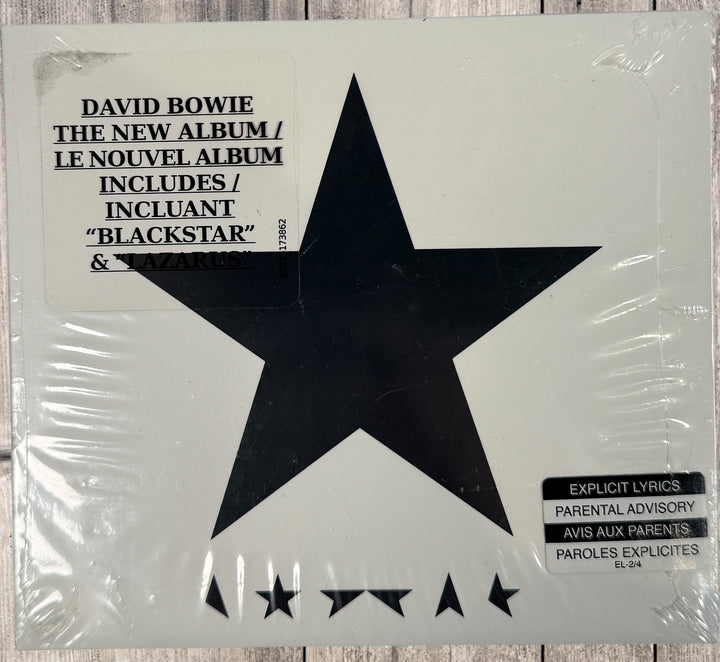 DAVID BOWIE
THE NEW ALBUM /
LE NOUVEL ALBUM
INCLUDES /
INCLUANT
“BLACKSTAR”
& “LAZARUS”
EXPLICIT LYRICS
PARENTAL ADVISORY
AVIS AUX PARENTS
PAROLES EXPLICITES
EL-2/4